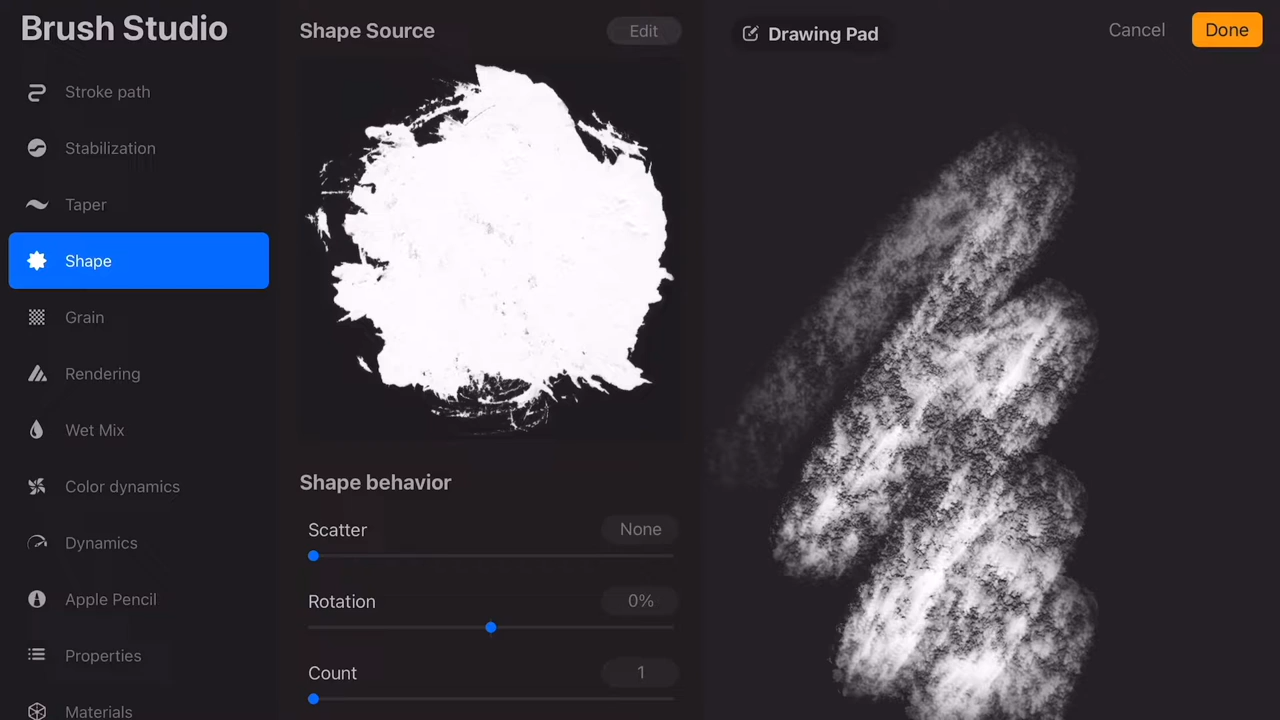 Brush Studio
Stroke path
Stabilization
Taper
Shape
Grain
Rendering
Wet Mix
Color dynamics
Dynamics
Apple Pencil
Properties
Materials
Shape Source
Edit
Shape behavior
Scatter
None
Rotation
0%
Count
1
Drawing Pad
Cancel
Done